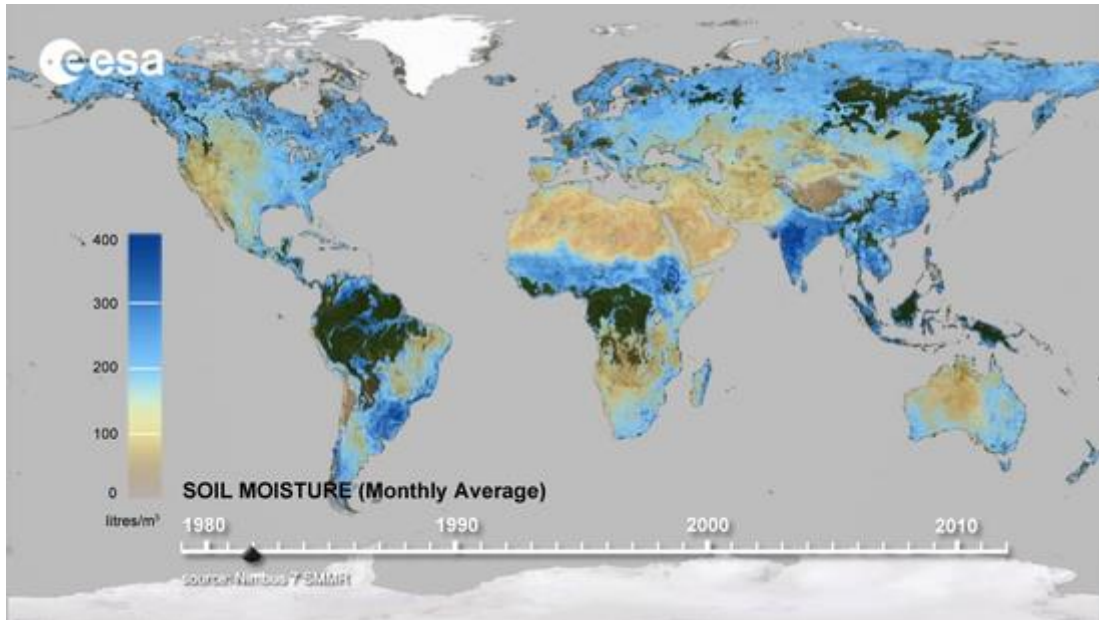 eesa
400
300
200
100
0
litres/m³
SOIL MOISTURE (Monthly Average)
1980 1990 2000 2010
source: Nimbus 7 SMMR